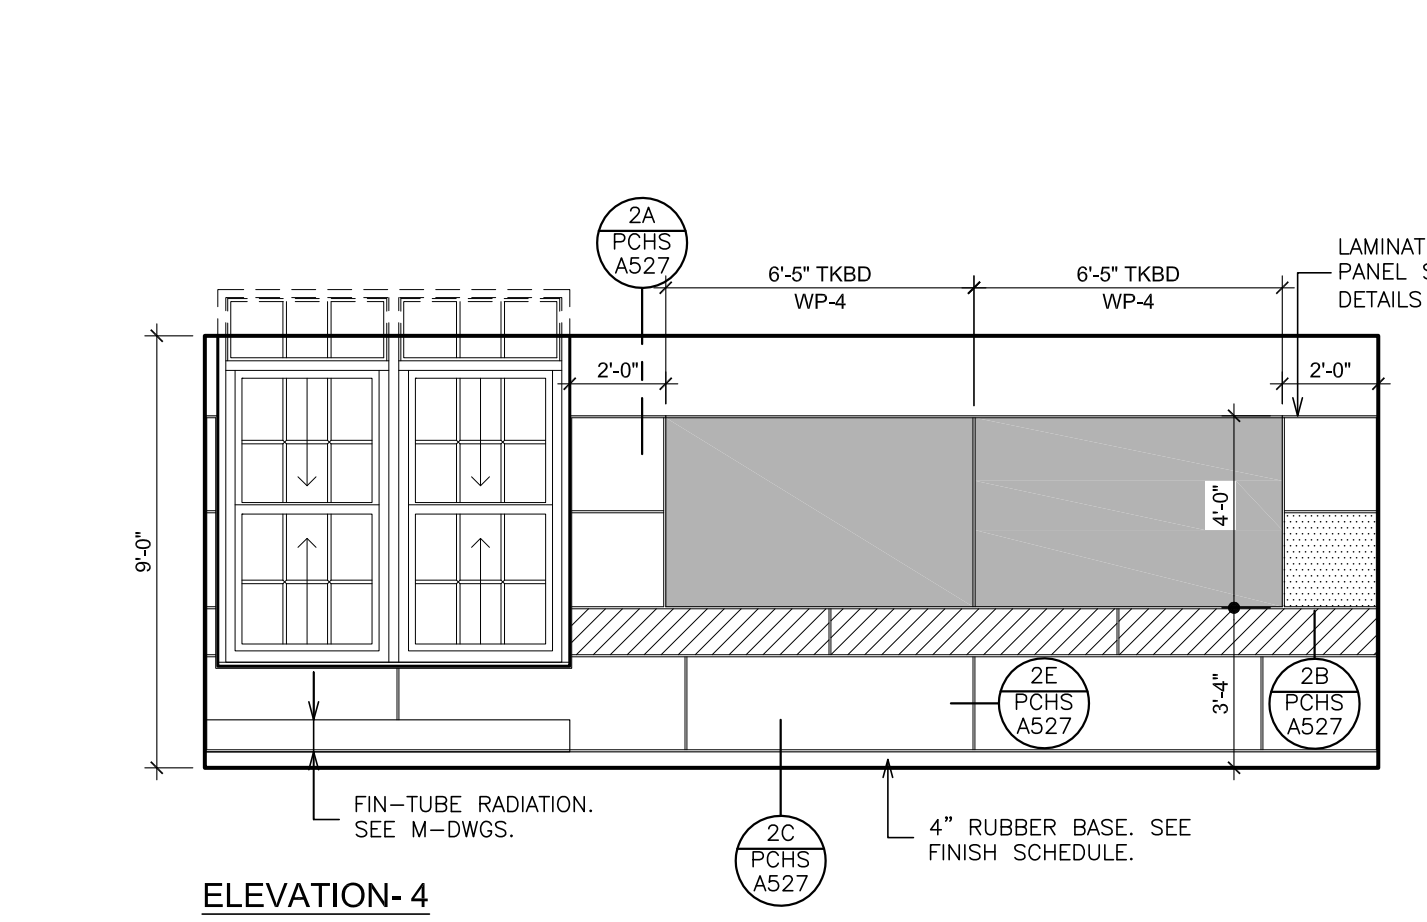 2A
PCHS
A527
6'-5" TKBD
WP-4
6'-5" TKBD
WP-4
PANEL
DETAILS
2'-0"
2'-0"
9'-0"
4'-0"
3'-4"
2E
PCHS
A527
2B
PCHS
A527
FIN-TUBE RADIATION.
SEE M-DWGS.
2C
PCHS
A527
4” RUBBER BASE. SEE
FINISH SCHEDULE.
ELEVATION- 4